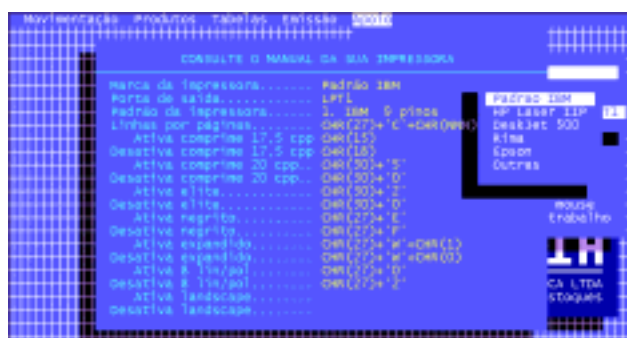 Movimentação Produtos Tabelas Emissão Apoio
CONSULTE O MANUAL DA SUA IMPRESSORA
Marca da impressora....... Padrão IBM
Porta de saída............ LPT1
Padrão da impressora...... 1. IBM 9 pinos
Linhas por páginas........ CHR(27)+'C'+CHR(NNN)
Ativa comprime 17.5 cpp CHR(15)
Desativa comprime 17.5 cpp CHR(18)
Ativa comprime 20 cpp.. CHR(30)+'5'
Desativa comprime 20 cpp.. CHR(30)+'0'
Ativa elite............ CHR(30)+'2'
Desativa elite............ CHR(30)+'0'
Ativa negrito.......... CHR(27)+'E'
Desativa negrito.......... CHR(27)+'F'
Ativa expandido........ CHR(27)+'W'+CHR(1)
Desativa expandido........ CHR(27)+'W'+CHR(0)
Ativa 8 lin/pol........ CHR(27)+'0'
Desativa 8 lin/pol........ CHR(27)+'2'
Ativa landscape........
Desativa landscape........
Padrão IBM
HP Laser IIP
DeskJet 500
Rima
Epson
Outras
mouse
trabalho
CA LTDA
stoques